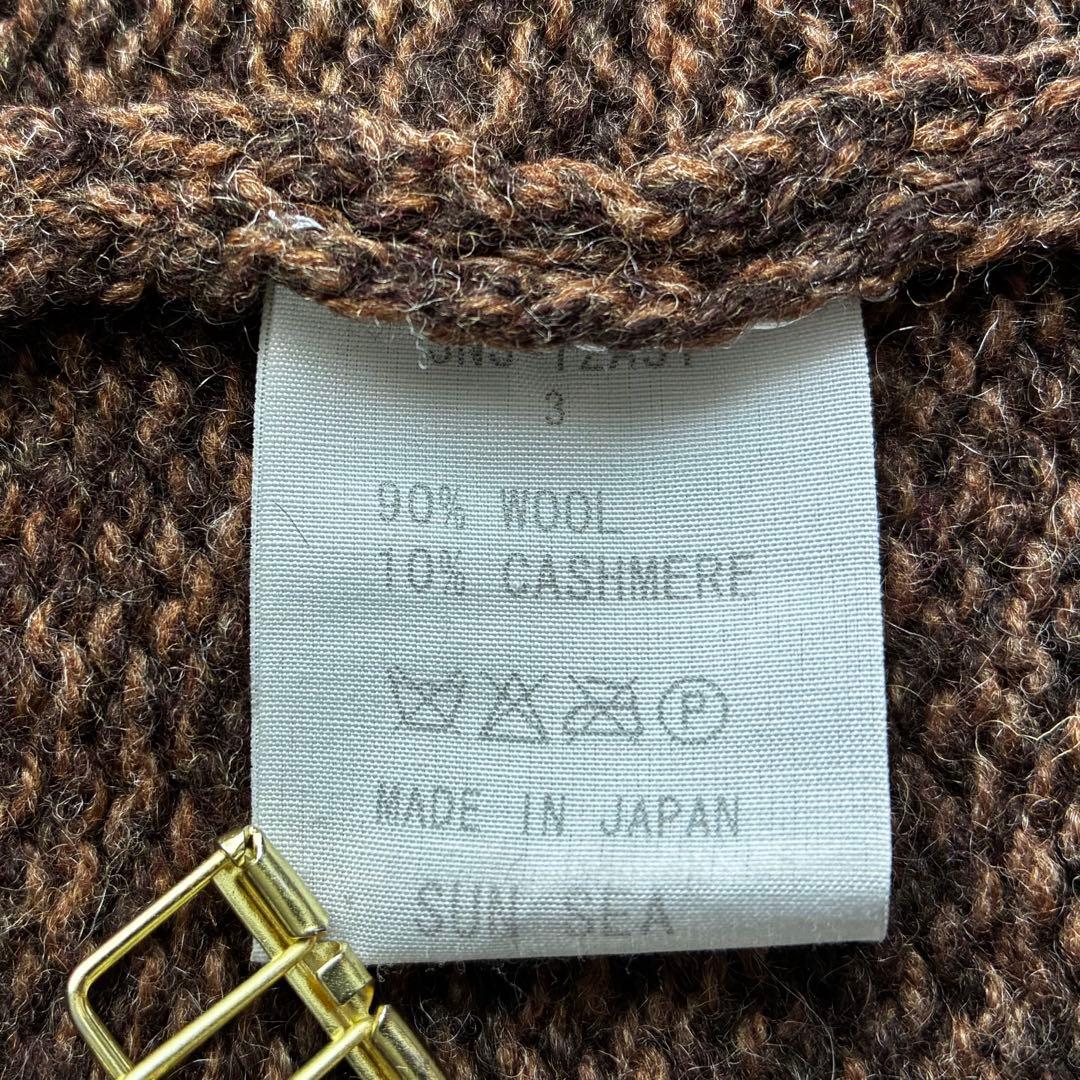 3
90% WOOL
10% CASHMERE
P
MADE IN JAPAN
SUN SEA